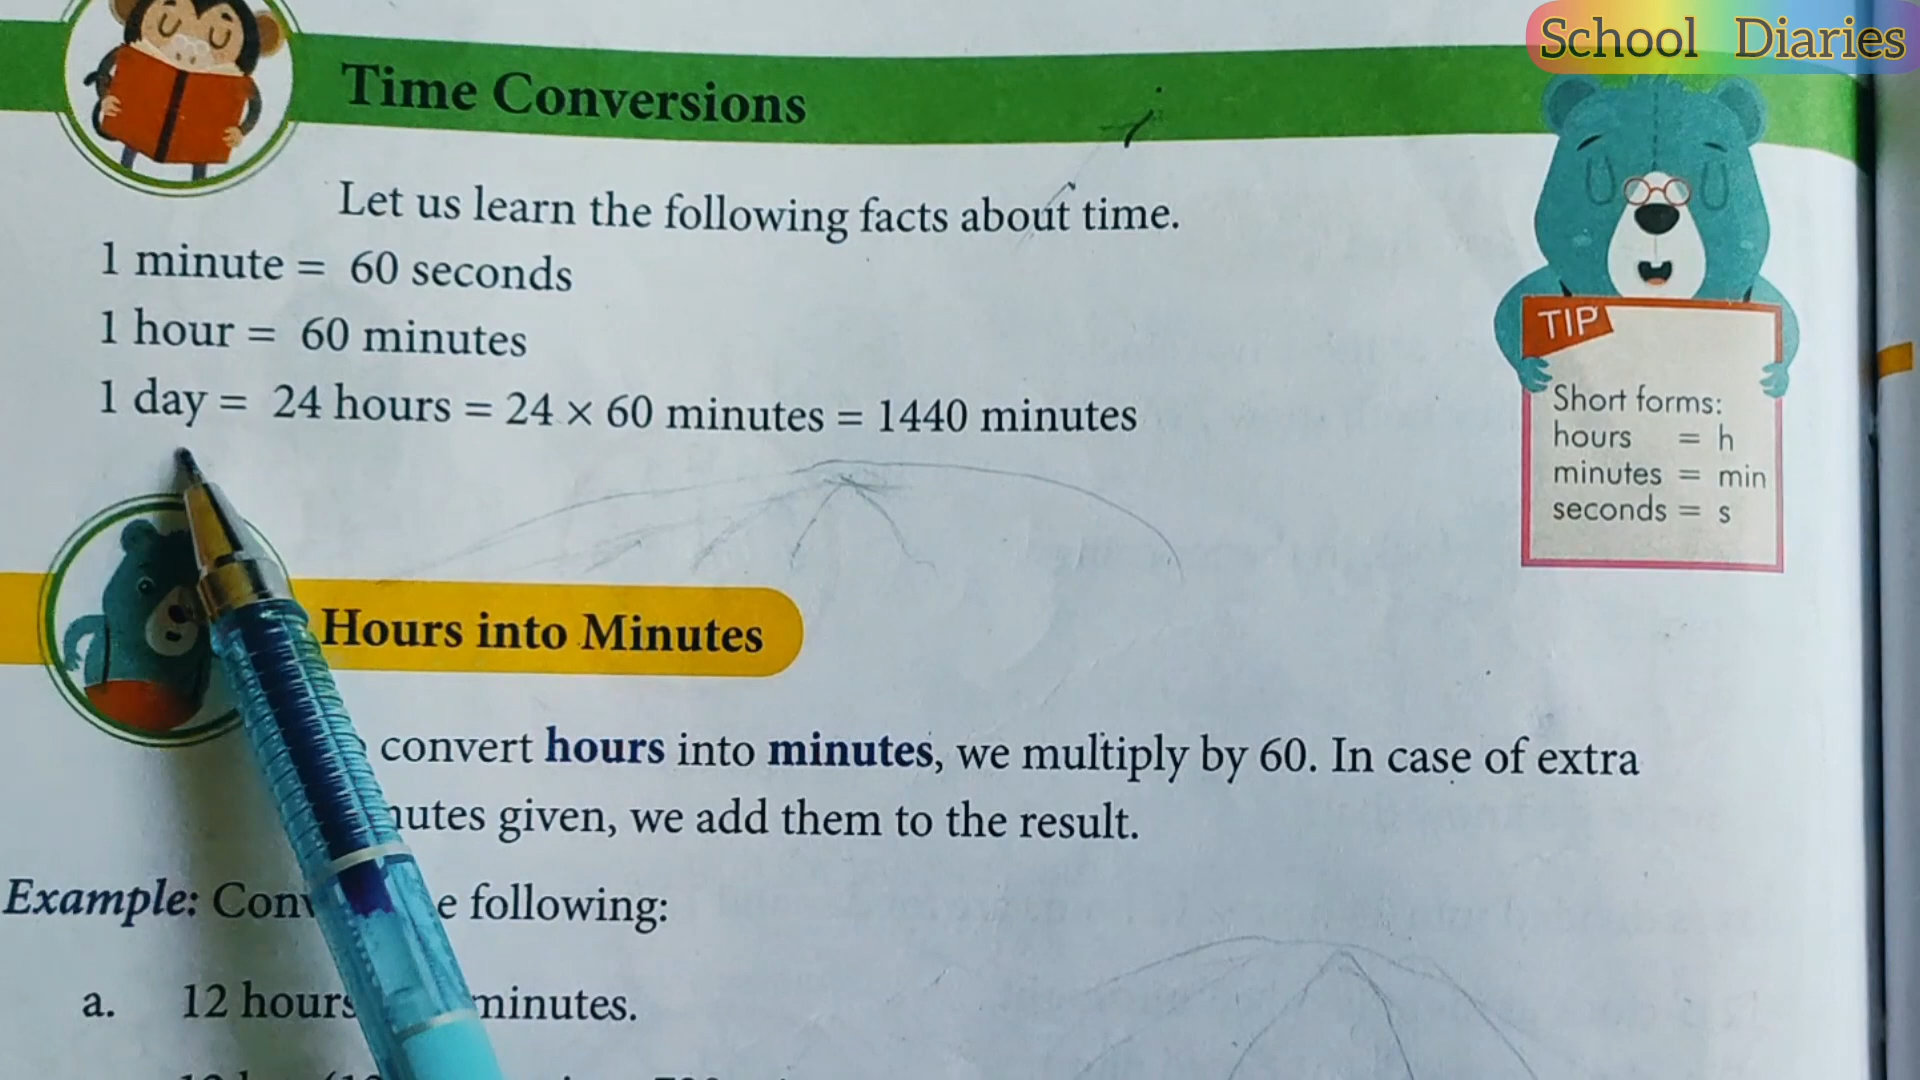 School Diaries
Time Conversions
Let us learn the following facts about time.
1 minute = 60 seconds
1 hour = 60 minutes
1 day = 24 hours = 24 × 60 minutes = 1440 minutes
TIP
Short forms:
hours = h
minutes = min
seconds = s
Hours into Minutes
convert hours into minutes, we multiply by 60. In case of extra
given, we add them to the result.
Example: following:
a. 12 hours minutes.